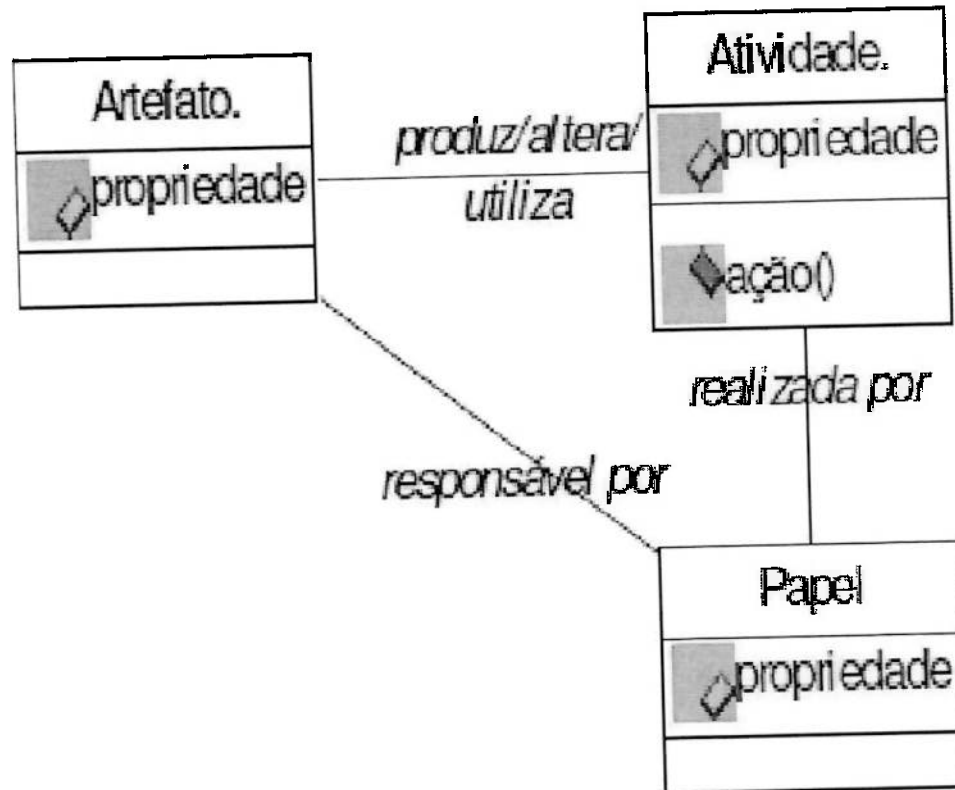 Artefato.
propriedade
produz/altera/
utiliza
Atividade.
propriedade
ação()
realizada por
responsável por
Papel
propriedade